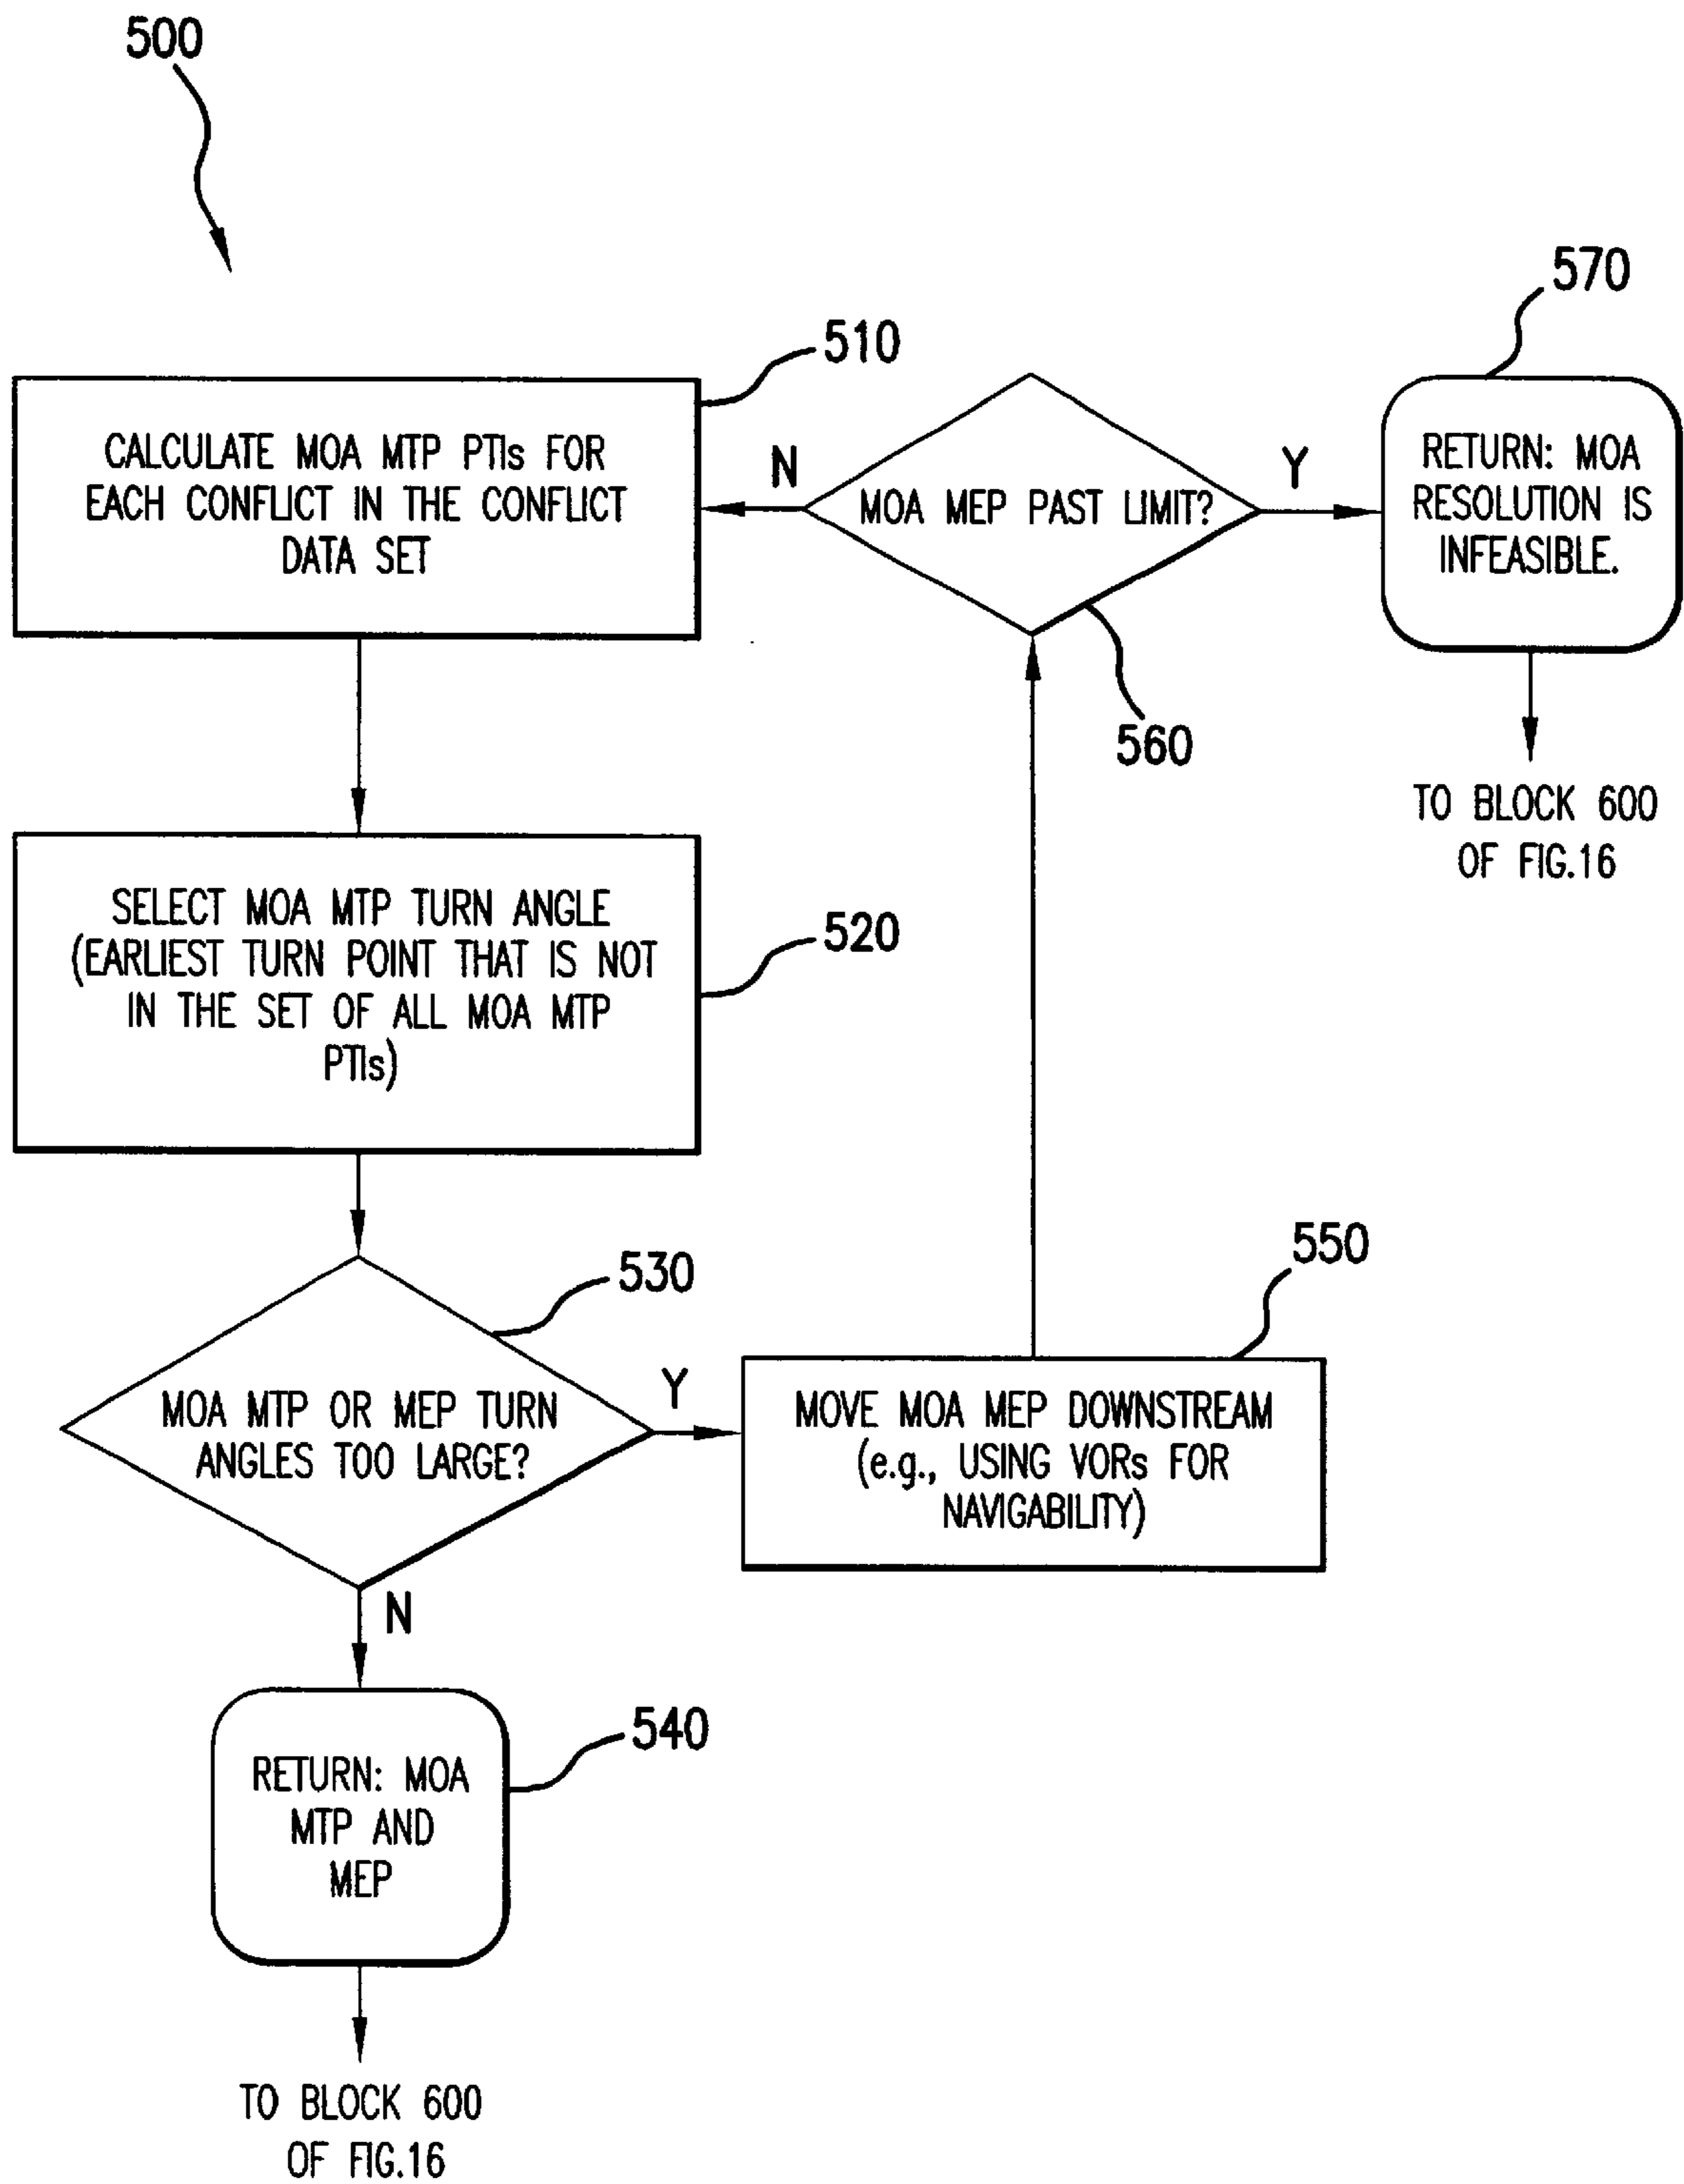 500
510
CALCULATE MOA MTP PTIs FOR
EACH CONFLICT IN THE CONFLICT
DATA SET
N
MOA MEP PAST LIMIT?
Y
560
570
RETURN: MOA
RESOLUTION IS
INFEASIBLE.
TO BLOCK 600
OF FIG.16
520
SELECT MOA MTP TURN ANGLE
(EARLIEST TURN POINT THAT IS NOT
IN THE SET OF ALL MOA MTP
PTIs)
530
MOA MTP OR MEP TURN
ANGLES TOO LARGE?
Y
550
MOVE MOA MEP DOWNSTREAM
(e.g., USING VORs FOR
NAVIGABILITY)
N
540
RETURN: MOA
MTP AND
MEP
TO BLOCK 600
OF FIG.16